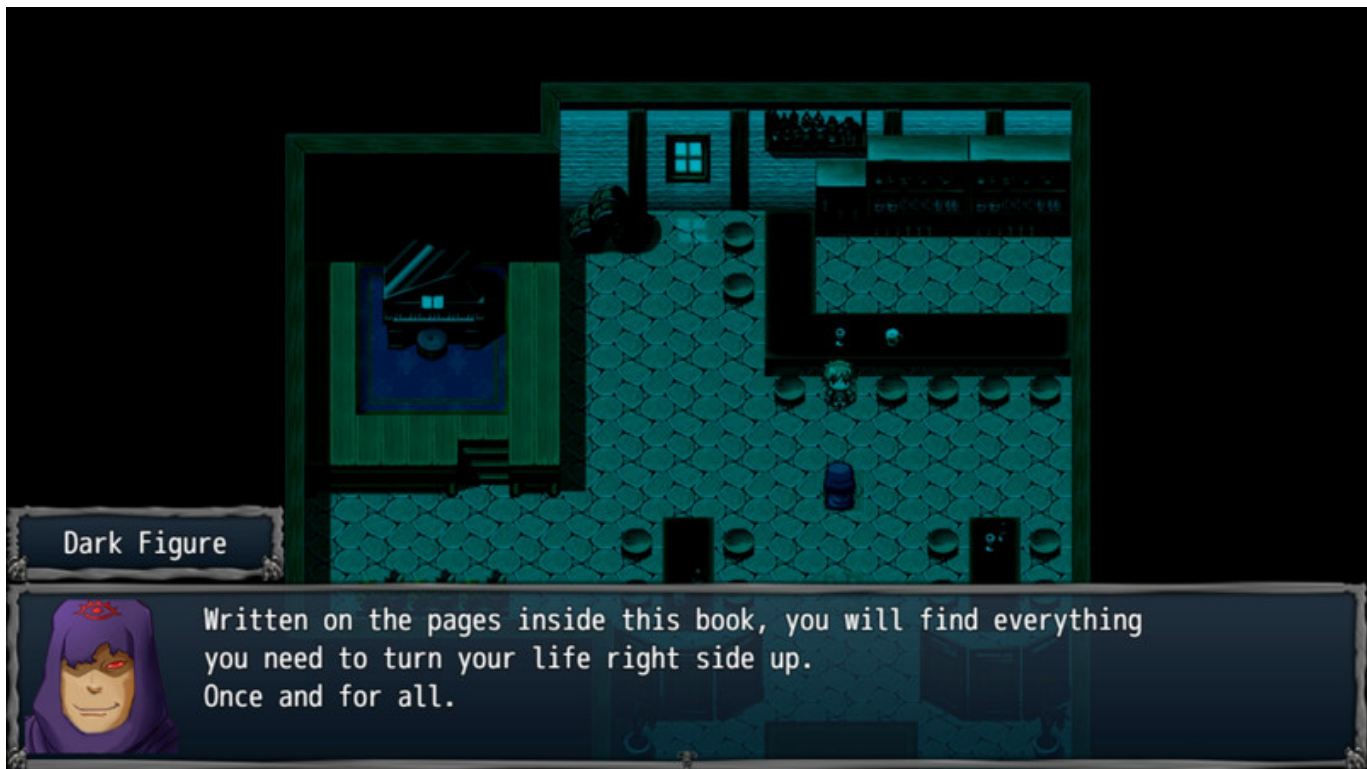 Dark Figure
Written on the pages inside this book, you will find everything
you need to turn your life right side up.
Once and for all.